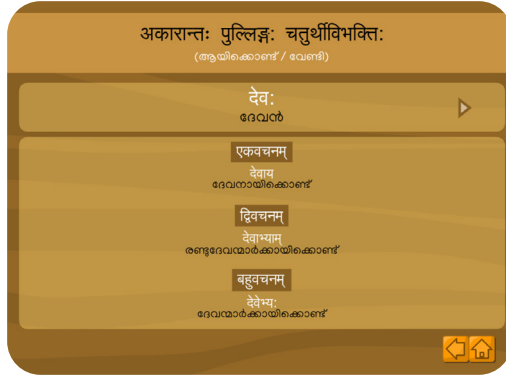 अकारान्तः पुल्लिङ्ग: चतुर्थीविभक्ति:
(ആയിക്കൊണ്ട് / വേണ്ടി)
देव:
ദേവൻ
एकवचनम्
देवाय
ദേവനായിക്കൊണ്ട്
द्विवचनम्
देवाभ्याम्
രണ്ടുദേവന്മാർക്കായിക്കൊണ്ട്
बहुवचनम्
देवेभ्य:
ദേവന്മാർക്കായിക്കൊണ്ട്